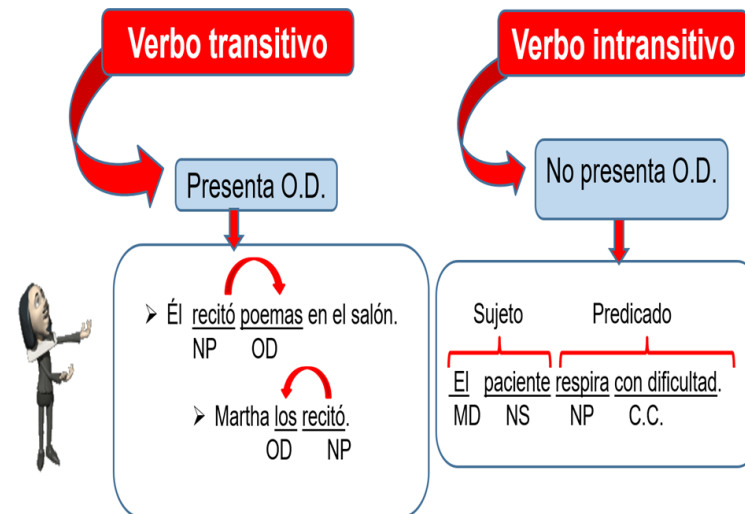 Verbo transitivo
Presenta O.D.
➢ Él recitó poemas en el salón.
NP OD
➢ Martha los recitó.
OD NP
Verbo intransitivo
No presenta O.D.
Sujeto Predicado
El paciente respira con dificultad.
MD NS NP C.C.